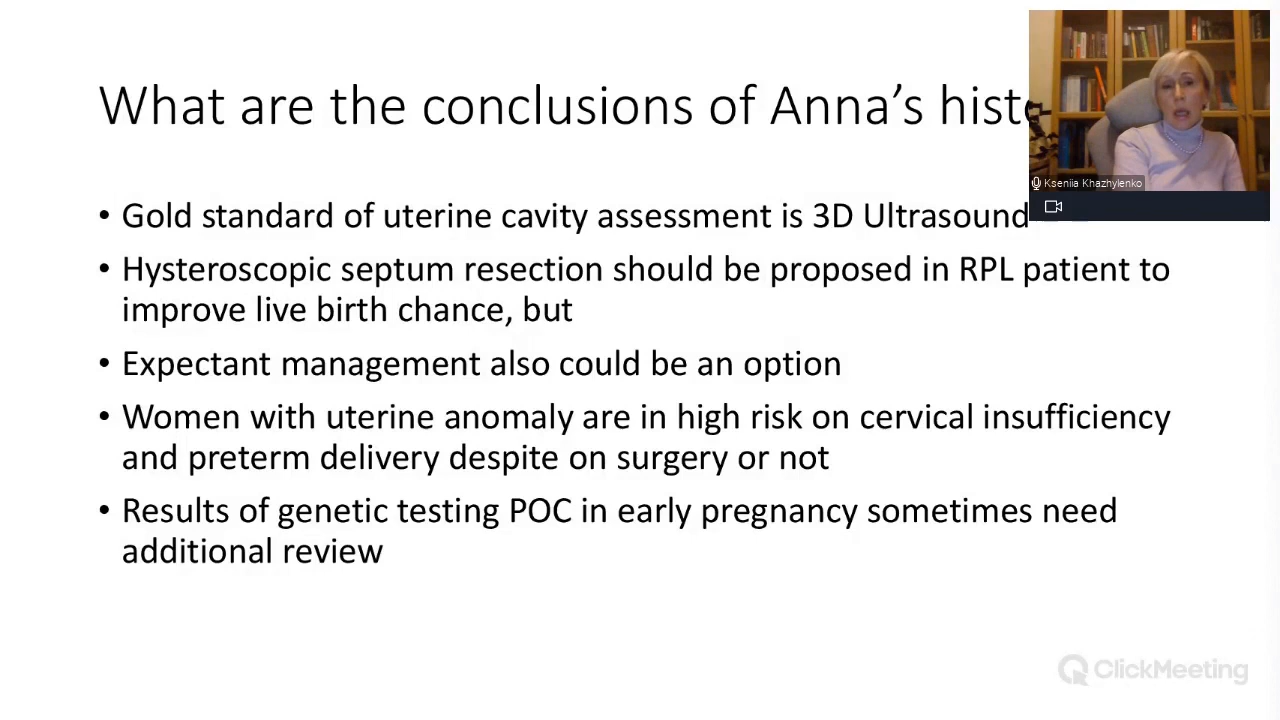 What are the conclusions of Anna's histo
Kseniia Khazhylenko
• Gold standard of uterine cavity assessment is 3D Ultrasound
• Hysteroscopic septum resection should be proposed in RPL patient to
improve live birth chance, but
• Expectant management also could be an option
• Women with uterine anomaly are in high risk on cervical insufficiency
and preterm delivery despite on surgery or not
• Results of genetic testing POC in early pregnancy sometimes need
additional review
ClickMeeting